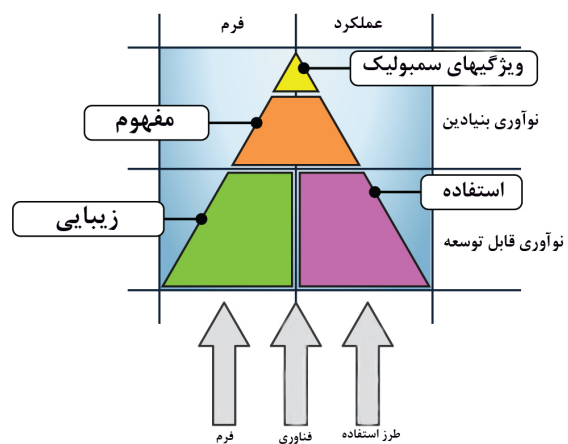 عملکرد
فرم
ویژگیهای سمبولیک
مفهوم
نوآوری بنیادین
استفاده
زیبایی
نوآوری قابل توسعه
طرز استفاده
فناوری
فرم